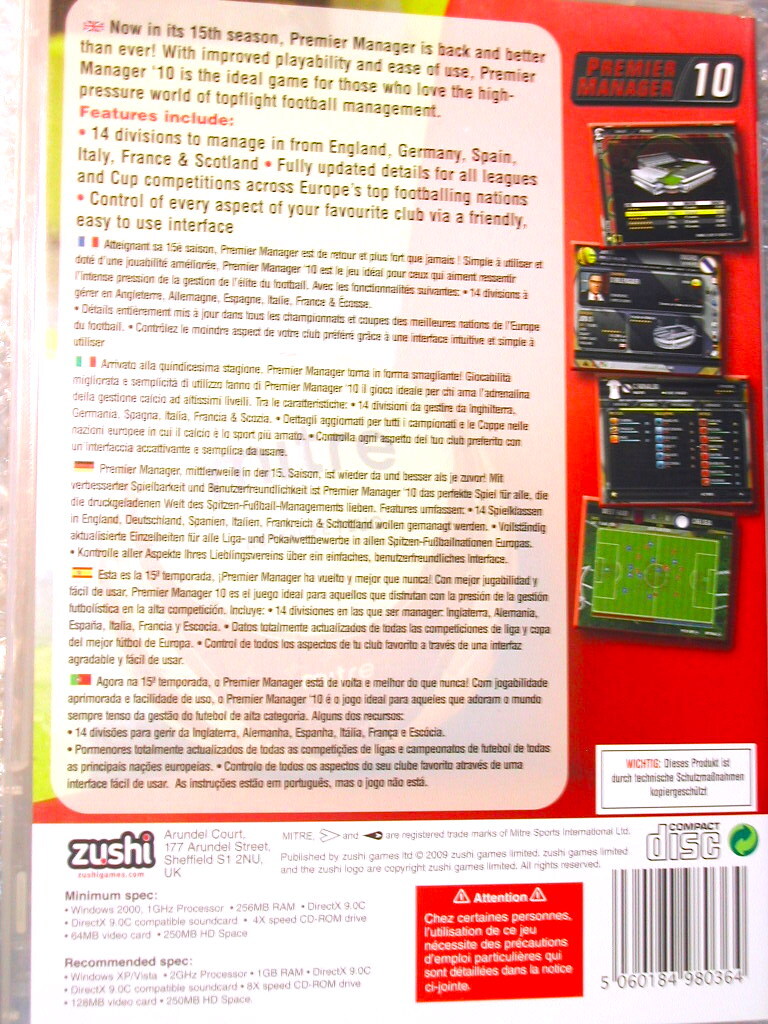 Now in its 15th season, Premier Manager is back and better
than ever! With improved playability and ease of use, Premier
Manager '10 is the ideal game for those who love the high-
pressure world of topflight football management.
Features include:
• 14 divisions to manage in from England, Germany, Spain,
Italy, France & Scotland • Fully updated details for all leagues
and Cup competitions across Europe's top footballing nations
• Control of every aspect of your favourite club via a friendly,
easy to use interface
Atteignant sa 15e saison, Premier Manager est de retour et plus fort que jamais ! Simple à utiliser et
doté d'une jouabilité améliorée, Premier Manager '10 est le jeu idéal pour ceux qui aiment ressentir
l'intense pression de la gestion de l'élite du football. Avec les fonctionnalités suivantes: • 14 divisions à
gérer en Angleterre, Allemagne, Espagne, Italie, France & Écosse.
• Détails entièrement mis à jour dans tous les championnats et coupes des meilleures nations de l'Europe
du football. • Contrôlez le moindre aspect de votre club préféré grâce à une interface intuitive et simple à
utiliser
Arrivato alla quindicesima stagione, Premier Manager torna in forma smagliante! Giocabilità
migliorata e semplicità di utilizzo fanno di Premier Manager '10 il gioco ideale per chi ama l'adrenalina
della gestione calcio ad altissimi livelli. Tra le caratteristiche: • 14 divisioni da gestire da Inghilterra,
Germania, Spagna, Italia, Francia & Scozia. • Dettagli aggiornati per tutti i campionati e le Coppe nelle
nazioni europee in cui il calcio è lo sport più amato. • Controlla ogni aspetto del tuo club preferito con
un'interfaccia accattivante e semplice da usare.
Premier Manager, mittlerweile in der 15. Saison, ist wieder da und besser als je zuvor! Mit
verbesserter Spielbarkeit und Benutzerfreundlichkeit ist Premier Manager '10 das perfekte Spiel für alle, die
die druckgeladenen Welt des Spitzen-Fußball-Managements lieben. Features umfassen: • 14 Spielklassen
in England, Deutschland, Spanien, Italien, Frankreich & Schottland wollen gemanagt werden. • Vollständig
aktualisierte Einzelheiten für alle Liga- und Pokalwettbewerbe in allen Spitzen-Fußballnationen Europas.
• Kontrolle aller Aspekte Ihres Lieblingsvereins über ein einfaches, benutzerfreundliches Interface.
Esta es la 15ª temporada, ¡Premier Manager ha vuelto y mejor que nunca! Con mejor jugabilidad y
fácil de usar, Premier Manager 10 es el juego ideal para aquellos que disfrutan con la presión de la gestión
futbolística en la alta competición. Incluye: • 14 divisiones en las que ser manager: Inglaterra, Alemania,
España, Italia, Francia y Escocia. • Datos totalmente actualizados de todas las competiciones de liga y copa
del mejor fútbol de Europa. • Control de todos los aspectos de tu club favorito a través de una interfaz
agradable y fácil de usar.
Agora na 15ª temporada, o Premier Manager está de volta e melhor do que nunca! Com jogabilidade
aprimorada e facilidade de uso, o Premier Manager '10 é o jogo ideal para aqueles que adoram o mundo
sempre tenso da gestão do futebol de alta categoria. Alguns dos recursos:
• 14 divisões para gerir da Inglaterra, Alemanha, Espanha, Itália, França e Escócia.
• Pormenores totalmente actualizados de todas as competições de ligas e campeonatos de futebol de todas
as principais nações europeias. • Controlo de todos os aspectos do seu clube favorito através de uma
interface fácil de usar. As instruções estão em português, mas o jogo não está.
PREMIER
MANAGER 10
WICHTIG: Dieses Produkt ist
durch technische Schutzmaßnahmen
kopiergeschützt
zushi
zushigames.com
Arundel Court,
177 Arundel Street,
Sheffield S1 2NU,
UK
MITRE, and are registered trade marks of Mitre Sports International Ltd.
Published by zushi games ltd © 2009 zushi games limited. zushi games limited
and the zushi logo are copyright zushi games limited. All rights reserved.
COMPACT
disc
Minimum spec:
• Windows 2000, 1GHz Processor • 256MB RAM • DirectX 9.0C
• DirectX 9.0C compatible soundcard • 4X speed CD-ROM drive
• 64MB video card • 250MB HD Space
Recommended spec:
• Windows XP/Vista • 2GHz Processor • 1GB RAM • DirectX 9.0C
• DirectX 9.0C compatible soundcard • 8X speed CD-ROM drive
• 128MB video card • 250MB HD Space.
Attention
Chez certaines personnes,
l'utilisation de ce jeu
nécessite des précautions
d'emploi particulières qui
sont détaillées dans la notice
ci-jointe.
5 060184 980364